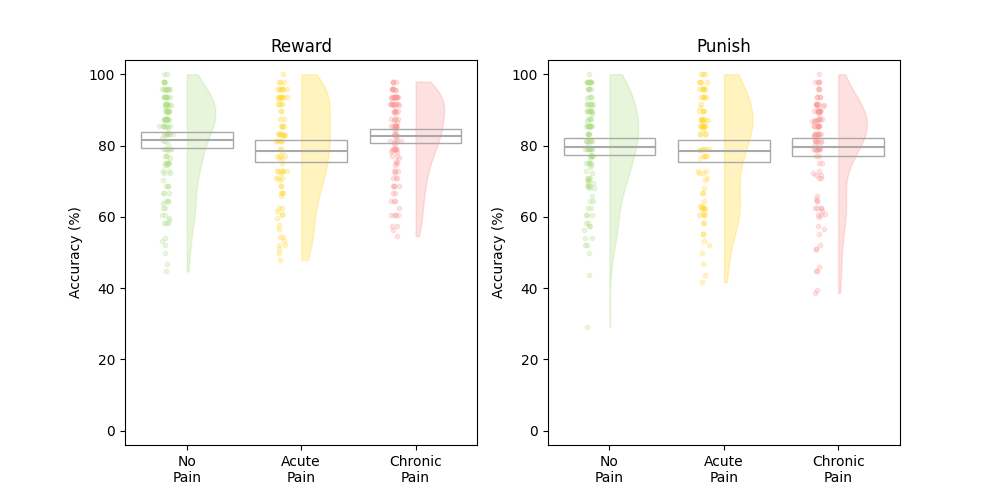 Reward
Punish
Accuracy (%)
100
80
60
40
20
0
No
Pain
Acute
Pain
Chronic
Pain
Accuracy (%)
100
80
60
40
20
0
No
Pain
Acute
Pain
Chronic
Pain